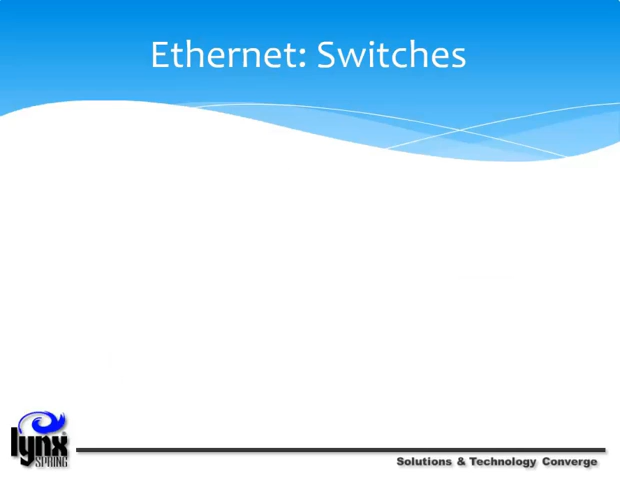 Ethernet: Switches
lynx
SPRING
Solutions & Technology Converge